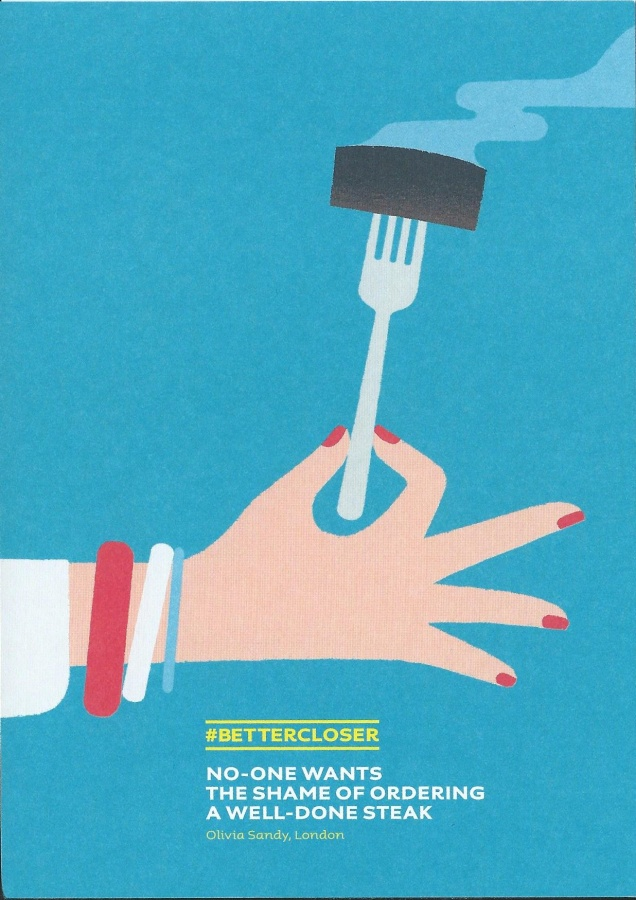 #BETTERCLOSER
NO-ONE WANTS
THE SHAME OF ORDERING
A WELL-DONE STEAK
Olivia Sandy, London